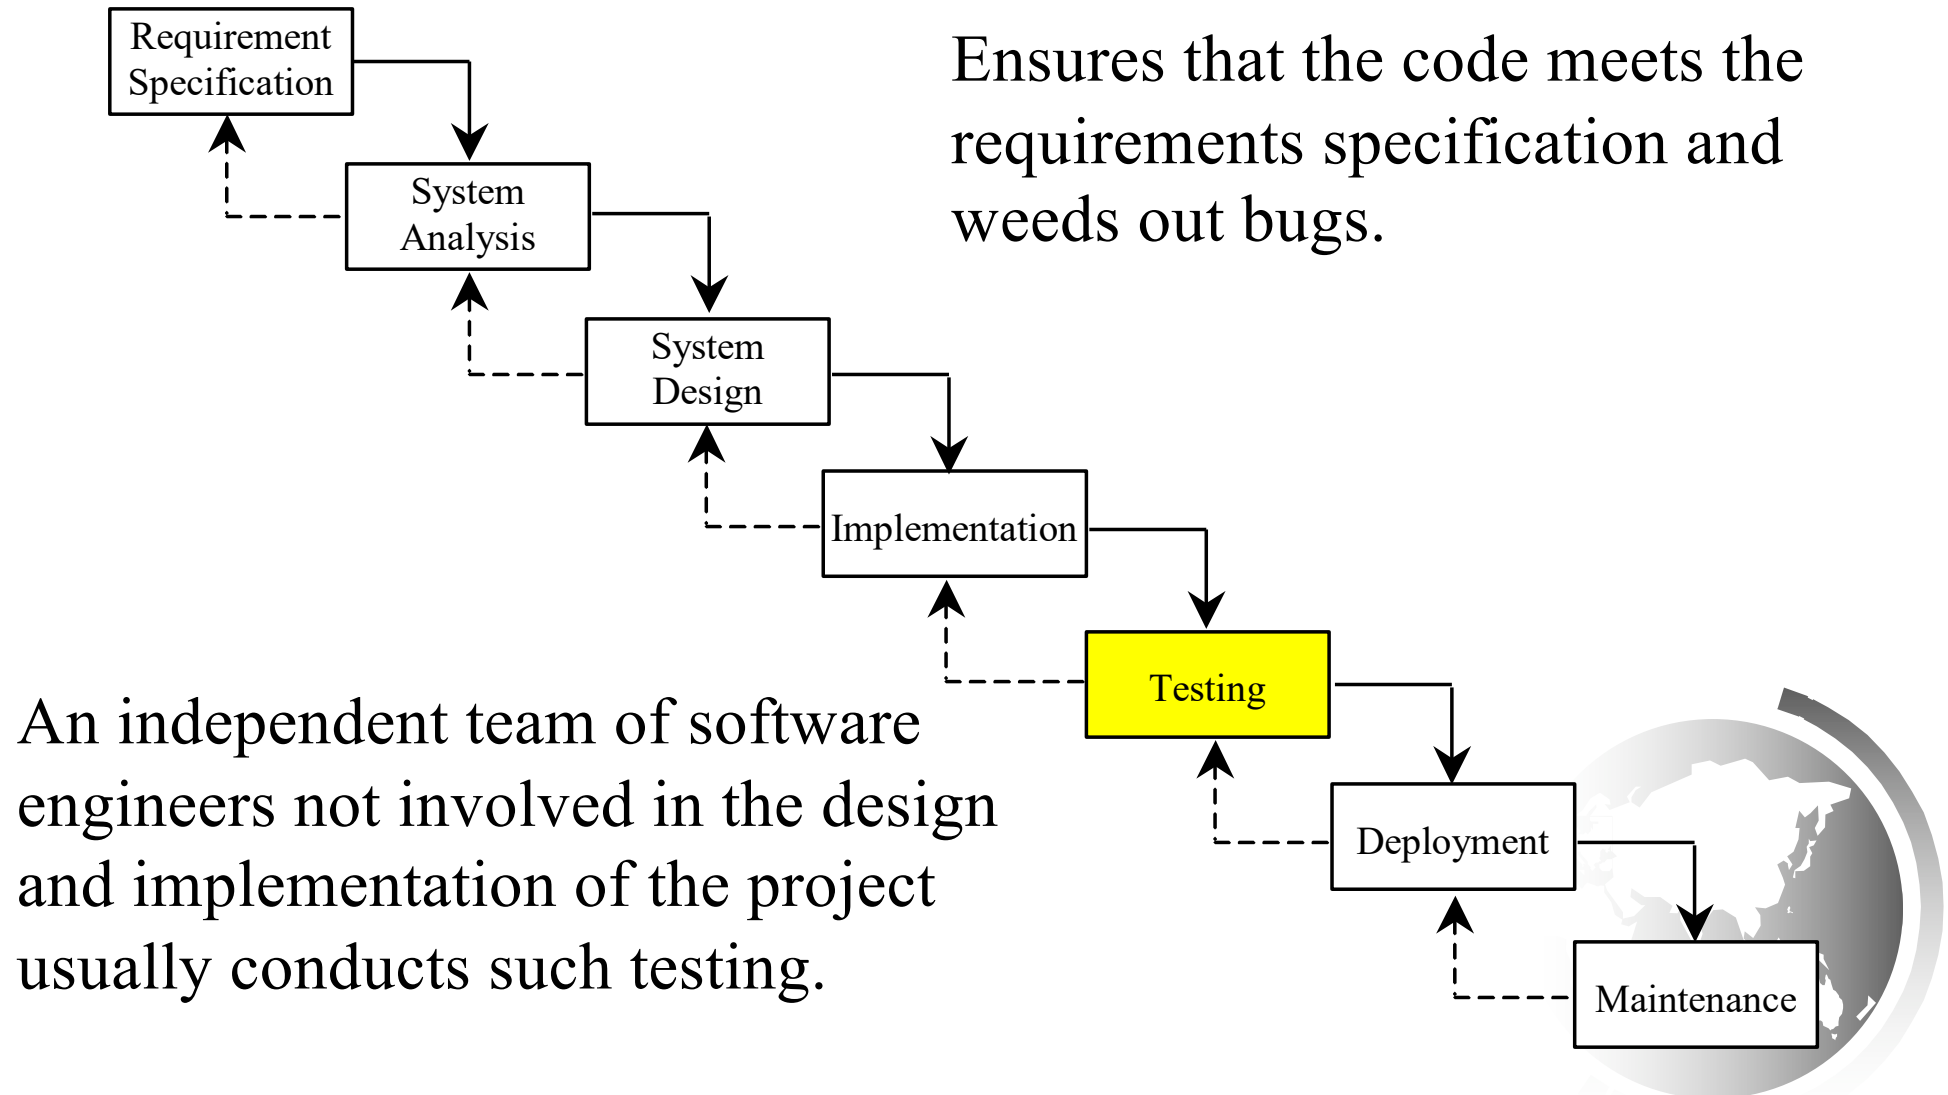 Requirement
Specification
Ensures that the code meets the
requirements specification and
weeds out bugs.
System
Analysis
System
Design
Implementation
Testing
An independent team of software
engineers not involved in the design
and implementation of the project
usually conducts such testing.
Deployment
Maintenance